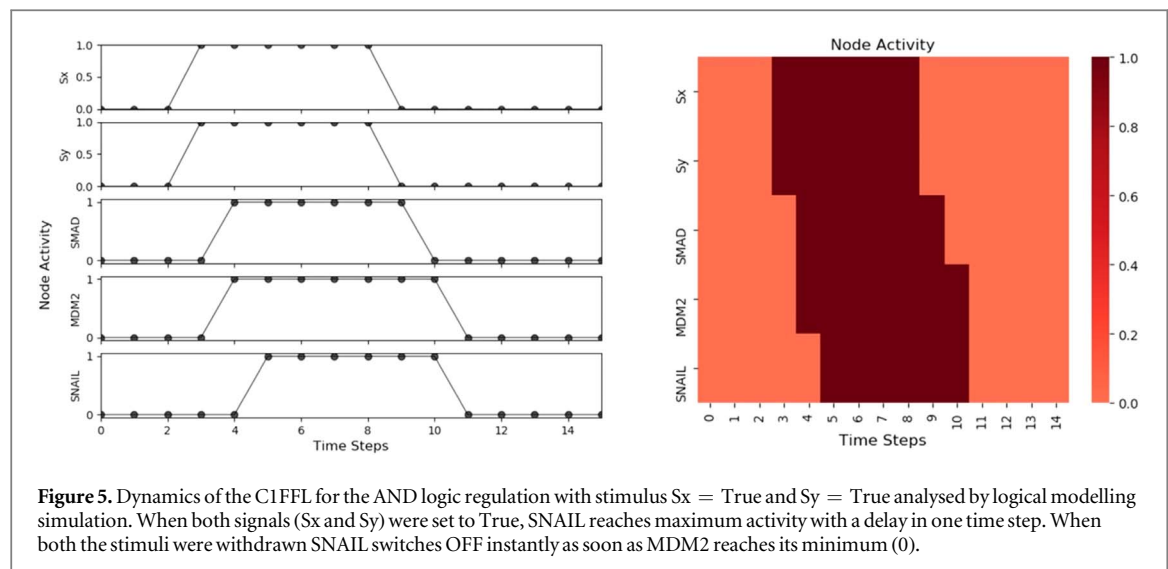 Node Activity
Sx
1.0
0.5
0.0
Sy
1.0
0.5
0.0
SMAD
1
0
MDM2
1
0
SNAIL
1
0
0 2 4 6 8 10 12 14
Time Steps
Node Activity
Sx
Sy
SMAD
MDM2
SNAIL
0 1 2 3 4 5 6 7 8 9 10 11 12 13 14
Time Steps
1.0
0.8
0.6
0.4
0.2
0.0
Figure 5. Dynamics of the C1FFL for the AND logic regulation with stimulus Sx = True and Sy = True analysed by logical modelling
simulation. When both signals (Sx and Sy) were set to True, SNAIL reaches maximum activity with a delay in one time step. When
both the stimuli were withdrawn SNAIL switches OFF instantly as soon as MDM2 reaches its minimum (0).